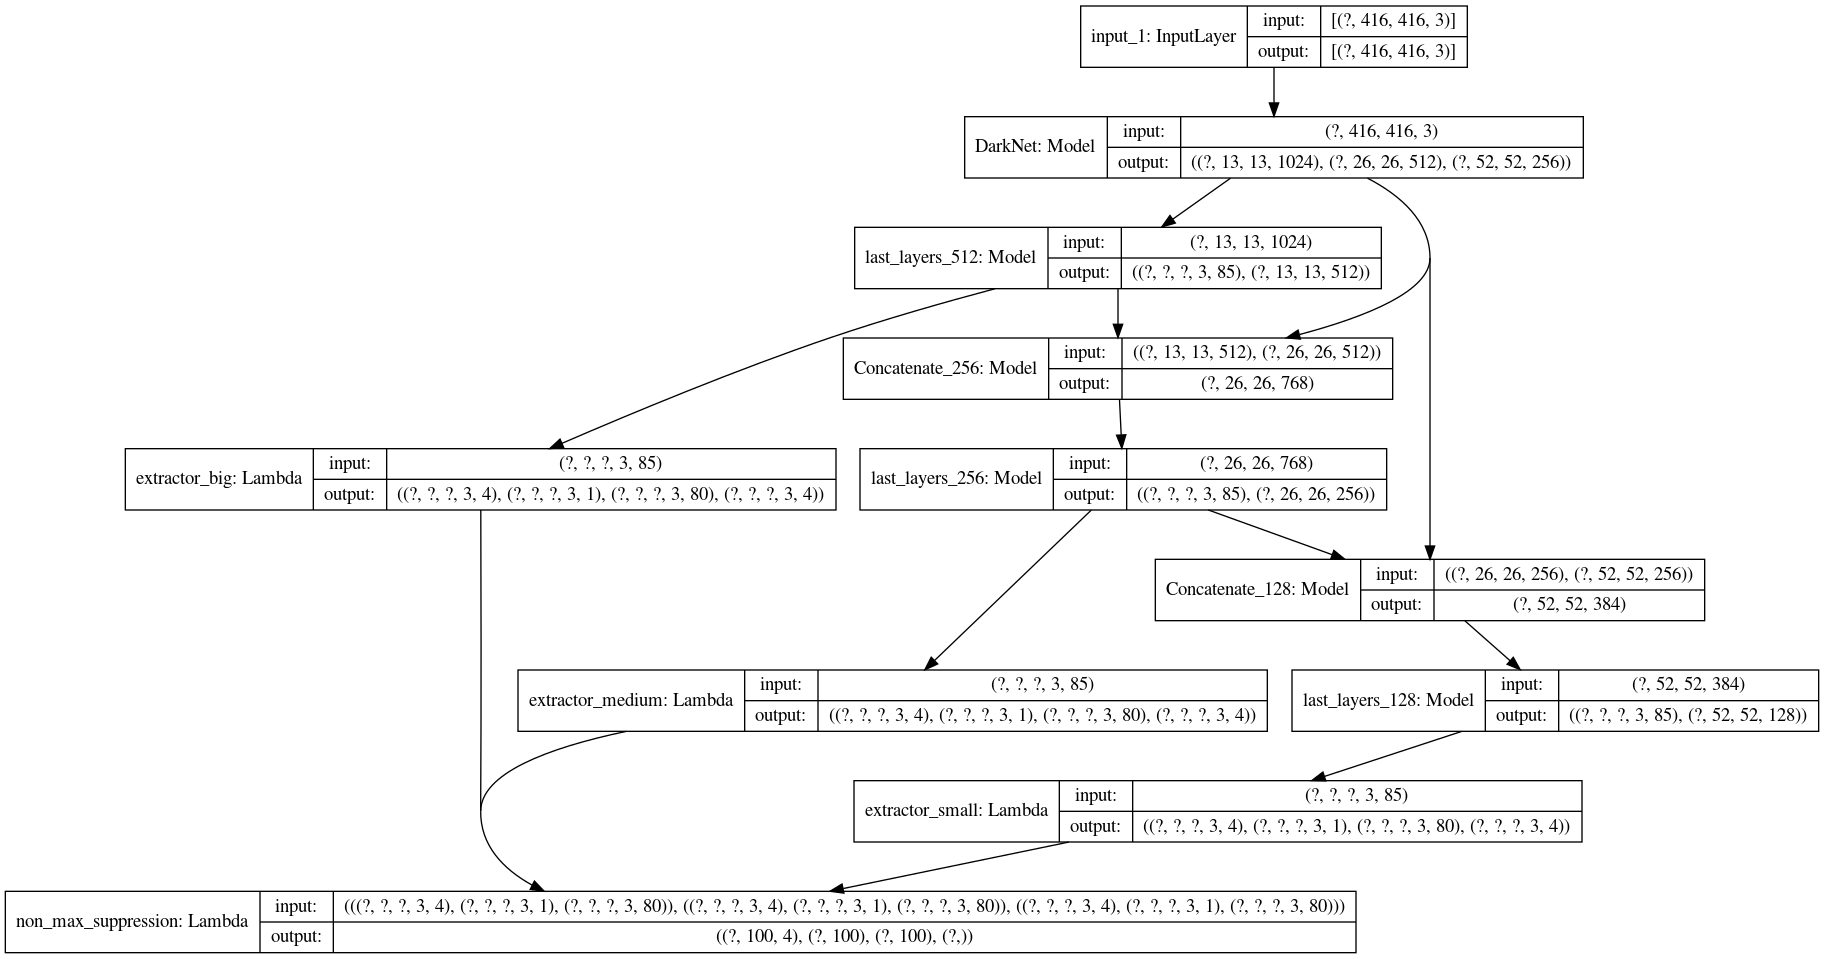 input_1: InputLayer
input:
[(?, 416, 416, 3)]
output:
[(?, 416, 416, 3)]
DarkNet: Model
input:
(?, 416, 416, 3)
output:
((?, 13, 13, 1024), (?, 26, 26, 512), (?, 52, 52, 256))
last_layers_512: Model
input:
(?, 13, 13, 1024)
output:
((?, ?, ?, 3, 85), (?, 13, 13, 512))
Concatenate_256: Model
input:
((?, 13, 13, 512), (?, 26, 26, 512))
output:
(?, 26, 26, 768)
extractor_big: Lambda
input:
(?, ?, ?, 3, 85)
output:
((?, ?, ?, 3, 4), (?, ?, ?, 3, 1), (?, ?, ?, 3, 80), (?, ?, ?, 3, 4))
last_layers_256: Model
input:
(?, 26, 26, 768)
output:
((?, ?, ?, 3, 85), (?, 26, 26, 256))
Concatenate_128: Model
input:
((?, 26, 26, 256), (?, 52, 52, 256))
output:
(?, 52, 52, 384)
extractor_medium: Lambda
input:
(?, ?, ?, 3, 85)
output:
((?, ?, ?, 3, 4), (?, ?, ?, 3, 1), (?, ?, ?, 3, 80), (?, ?, ?, 3, 4))
last_layers_128: Model
input:
(?, 52, 52, 384)
output:
((?, ?, ?, 3, 85), (?, 52, 52, 128))
extractor_small: Lambda
input:
(?, ?, ?, 3, 85)
output:
((?, ?, ?, 3, 4), (?, ?, ?, 3, 1), (?, ?, ?, 3, 80), (?, ?, ?, 3, 4))
non_max_suppression: Lambda
input:
(((?, ?, ?, 3, 4), (?, ?, ?, 3, 1), (?, ?, ?, 3, 80)), ((?, ?, ?, 3, 4), (?, ?, ?, 3, 1), (?, ?, ?, 3, 80)), ((?, ?, ?, 3, 4), (?, ?, ?, 3, 1), (?, ?, ?, 3, 80)))
output:
((?, 100, 4), (?, 100), (?, 100), (?,))